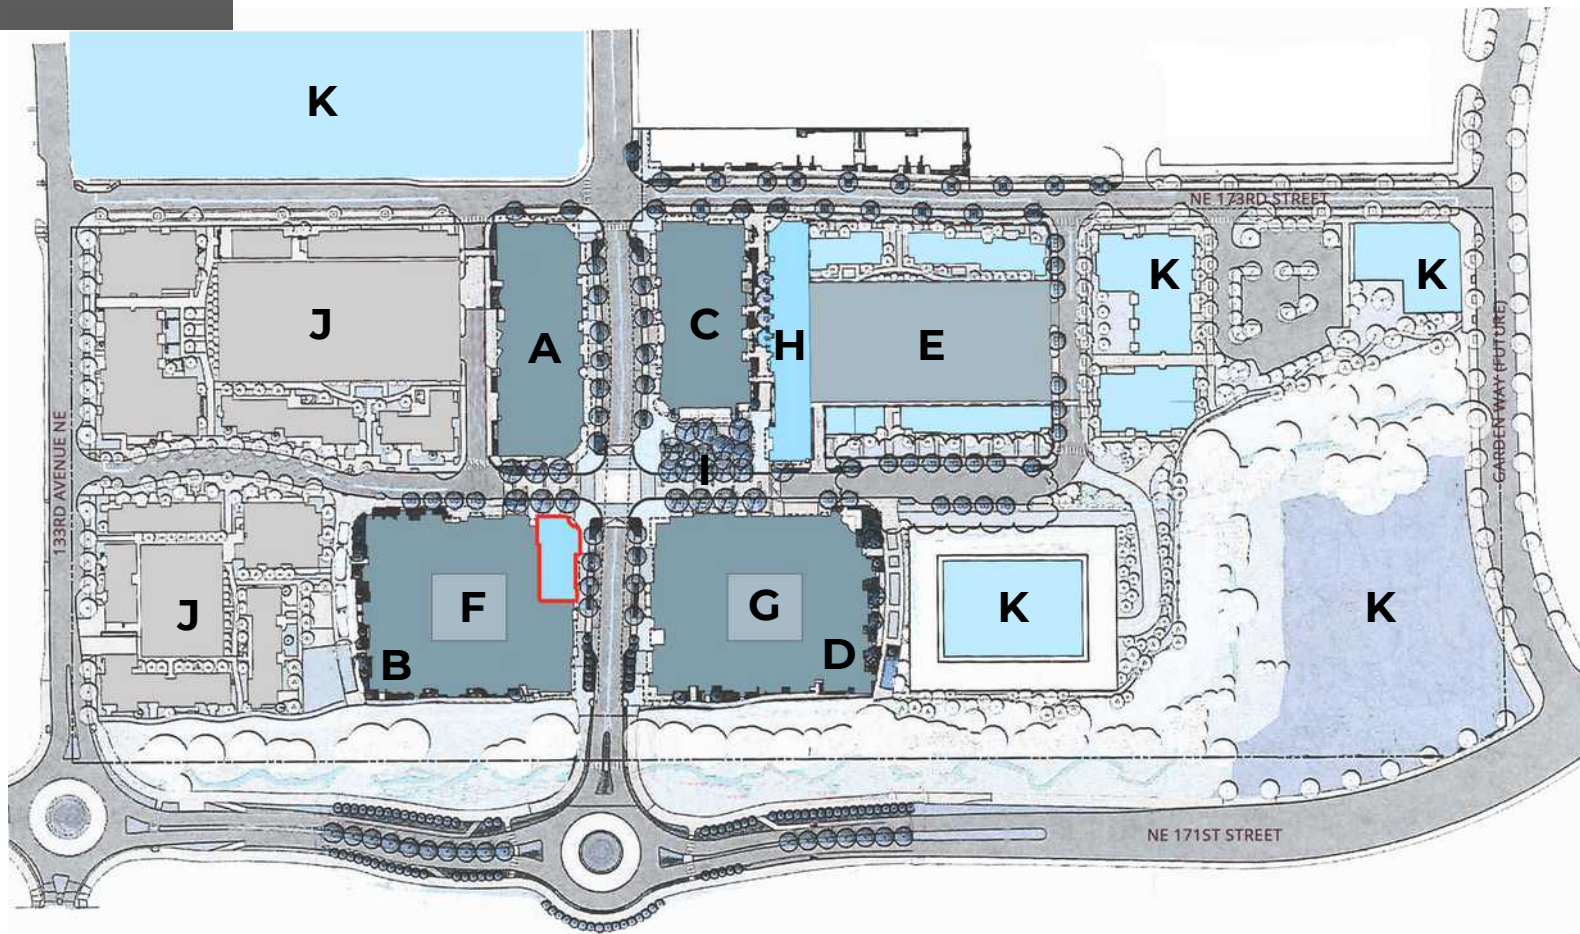 K
NE 173RD STREET
K
K
J
C
A
H
E
I
133RD AVENUE NE
GARDEN WAY (FUTURE)
F
G
K
K
J
B
D
NE 171ST STREET